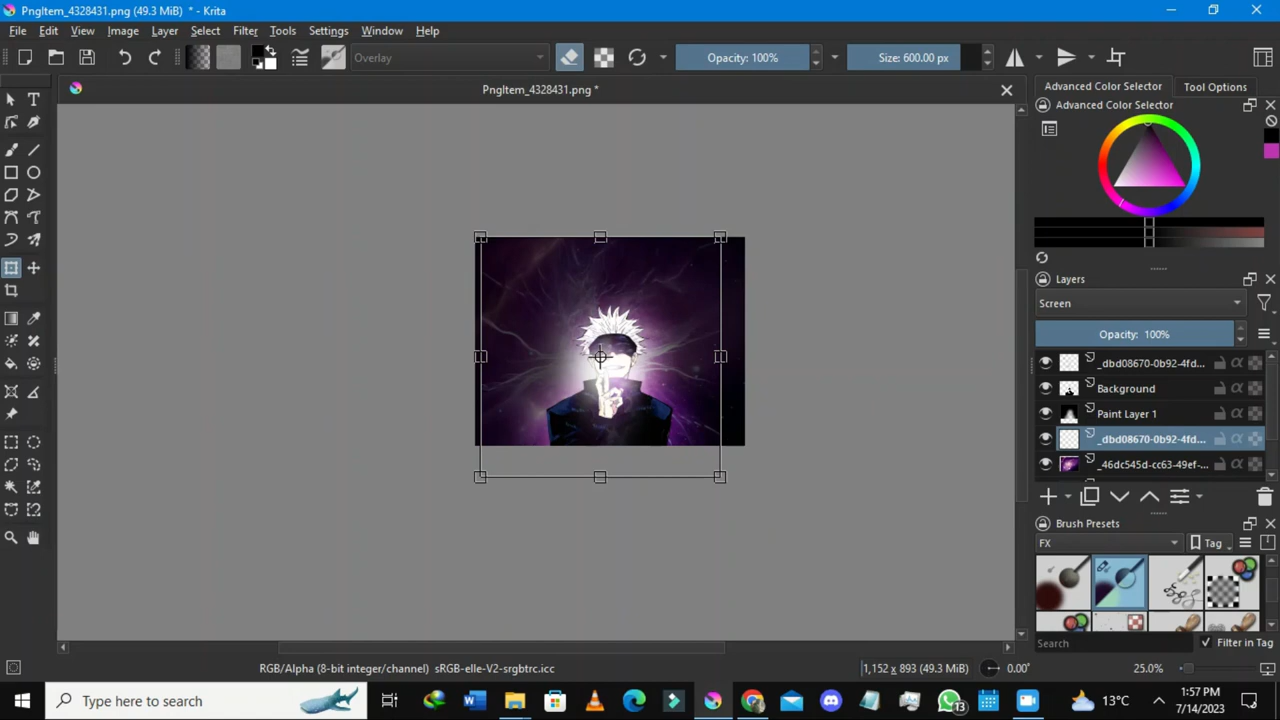 PngItem_4328431.png (49.3 MiB) * - Krita
File Edit View Image Layer Select Filter Tools Settings Window Help
Overlay Opacity: 100% Size: 600.00 px
PngItem_4328431.png *
Advanced Color Selector Tool Options
Advanced Color Selector
Layers
Screen
Opacity: 100%
_dbd08670-0b92-4fd...
Background
Paint Layer 1
_dbd08670-0b92-4fd...
_46dc545d-cc63-49ef-...
Brush Presets
FX Tag
Search Filter in Tag
RGB/Alpha (8-bit integer/channel) sRGB-elle-V2-srgbtrc.icc 1,152 x 893 (49.3 MiB) 0.00° 25.0%
Type here to search 13 13°C 1:57 PM
7/14/2023